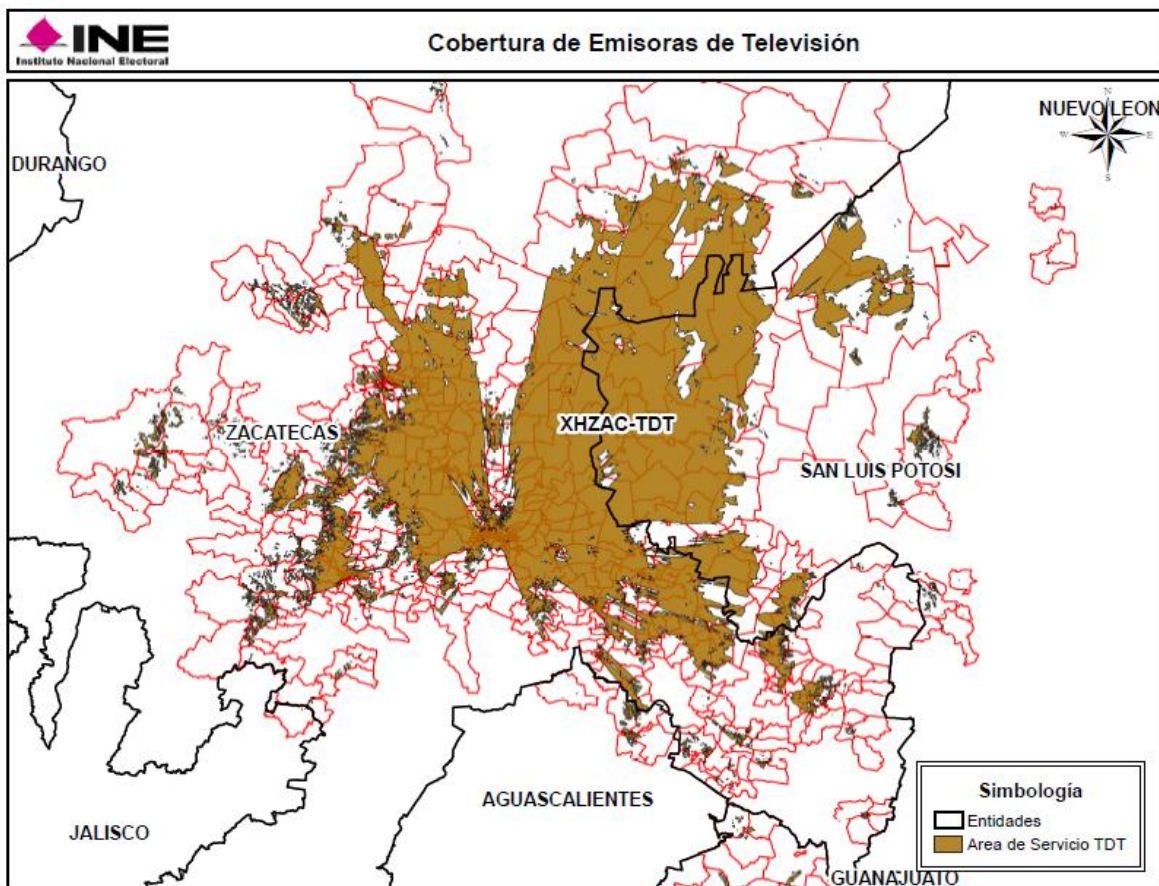 INE
Instituto Nacional Electoral
Cobertura de Emisoras de Televisión
N
W
E
S
NUEVO LEON
DURANGO
ZACATECAS
XHZAC-TDT
SAN LUIS POTOSI
AGUASCALIENTES
JALISCO
GUANAJUATO
Simbología
Entidades
Area de Servicio TDT